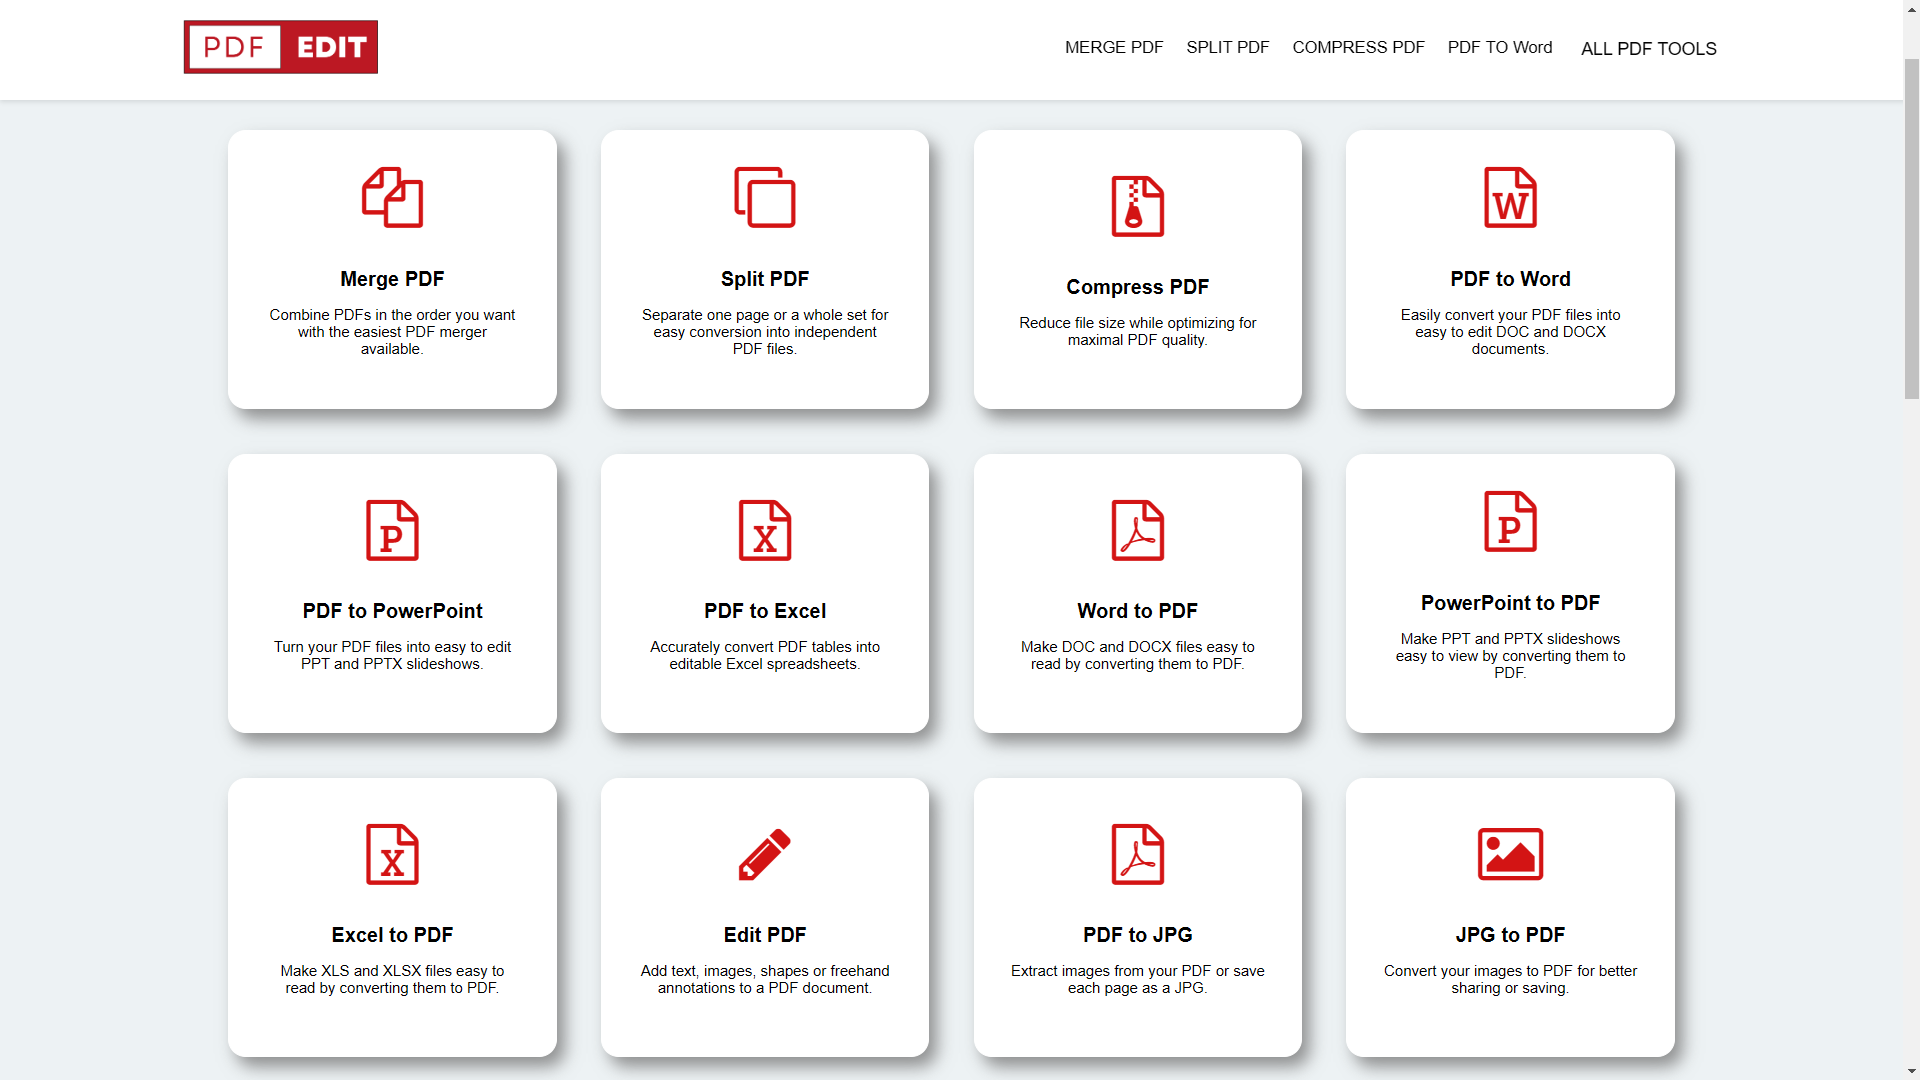 PDF EDIT
MERGE PDF SPLIT PDF COMPRESS PDF PDF TO Word ALL PDF TOOLS
Merge PDF
Combine PDFs in the order you want
with the easiest PDF merger
available.
Split PDF
Separate one page or a whole set for
easy conversion into independent
PDF files.
Compress PDF
Reduce file size while optimizing for
maximal PDF quality.
W
PDF to Word
Easily convert your PDF files into
easy to edit DOC and DOCX
documents.
P
PDF to PowerPoint
Turn your PDF files into easy to edit
PPT and PPTX slideshows.
X
PDF to Excel
Accurately convert PDF tables into
editable Excel spreadsheets.
Word to PDF
Make DOC and DOCX files easy to
read by converting them to PDF.
P
PowerPoint to PDF
Make PPT and PPTX slideshows
easy to view by converting them to
PDF.
X
Excel to PDF
Make XLS and XLSX files easy to
read by converting them to PDF.
Edit PDF
Add text, images, shapes or freehand
annotations to a PDF document.
PDF to JPG
Extract images from your PDF or save
each page as a JPG.
JPG to PDF
Convert your images to PDF for better
sharing or saving.